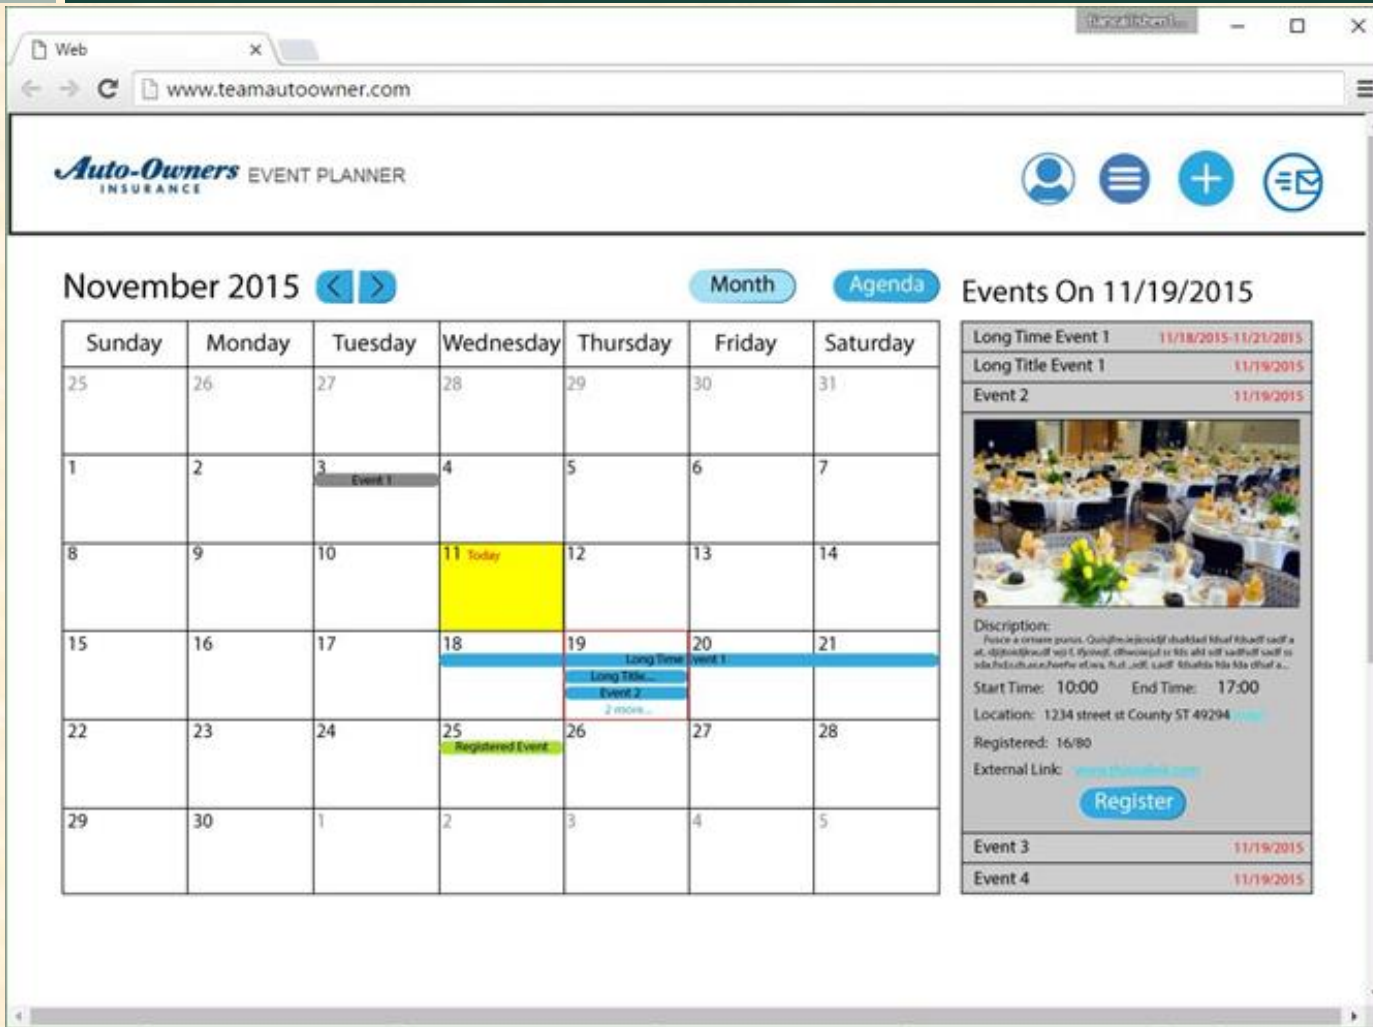 Web
www.teamautoowner.com
Auto-Owners EVENT PLANNER
INSURANCE
November 2015
Month
Agenda
Sunday Monday Tuesday Wednesday Thursday Friday Saturday
25 26 27 28 29 30 31
1 2 3 4 5 6 7
Event 1
8 9 10 11 Today 12 13 14
15 16 17 18 19 20 21
Long Time Event 1
Long Title...
Event 2
2 more...
22 23 24 25 26 27 28
Registered Event
29 30 1 2 3 4 5
Events On 11/19/2015
Long Time Event 1 11/18/2015-11/21/2015
Long Title Event 1 11/19/2015
Event 2 11/19/2015
Discription:
Fusce a ornare purus.
Start Time: 10:00 End Time: 17:00
Location: 1234 street st County ST 49294
Registered: 16/80
External Link:
Register
Event 3 11/19/2015
Event 4 11/19/2015